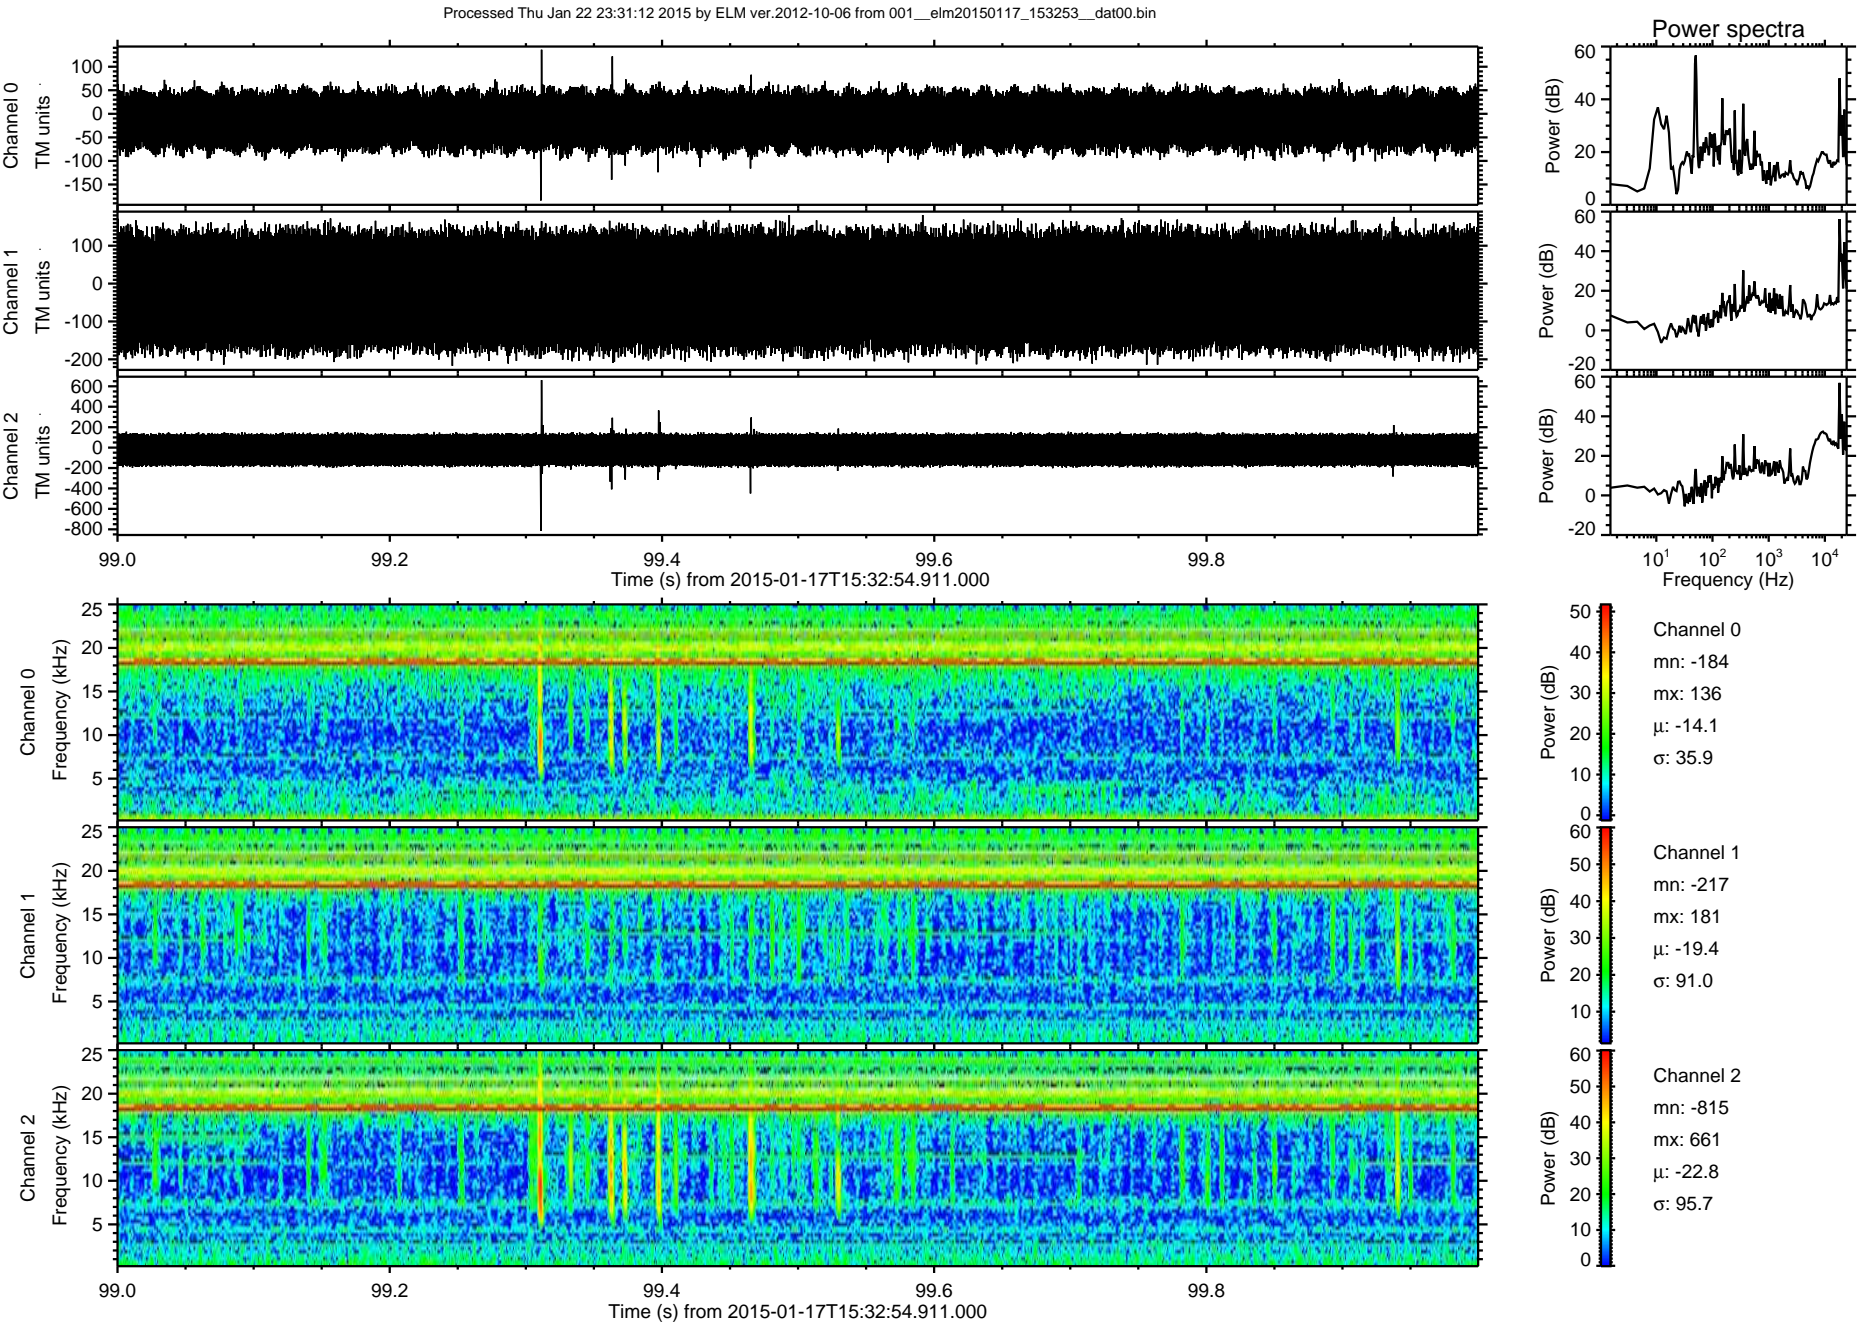 Processed Thu Jan 22 23:31:12 2015 by ELM ver.2012-10-06 from 001__elm20150117_153253__dat00.bin
Power spectra
Channel 0
TM units
100
50
0
-50
-100
-150
Power (dB)
60
40
20
0
Channel 1
TM units
100
0
-100
-200
Power (dB)
60
40
20
0
-20
Channel 2
TM units
600
400
200
0
-200
-400
-600
-800
Power (dB)
60
40
20
0
-20
99.0 99.2 99.4 99.6 99.8
Time (s) from 2015-01-17T15:32:54.911.000
10¹ 10² 10³ 10⁴
Frequency (Hz)
Channel 0
Frequency (kHz)
25
20
15
10
5
Power (dB)
50
40
30
20
10
0
Channel 0
mn: -184
mx: 136
µ: -14.1
σ: 35.9
Channel 1
Frequency (kHz)
25
20
15
10
5
Power (dB)
60
50
40
30
20
10
Channel 1
mn: -217
mx: 181
µ: -19.4
σ: 91.0
Channel 2
Frequency (kHz)
25
20
15
10
5
Power (dB)
60
50
40
30
20
10
0
Channel 2
mn: -815
mx: 661
µ: -22.8
σ: 95.7
99.0 99.2 99.4 99.6 99.8
Time (s) from 2015-01-17T15:32:54.911.000